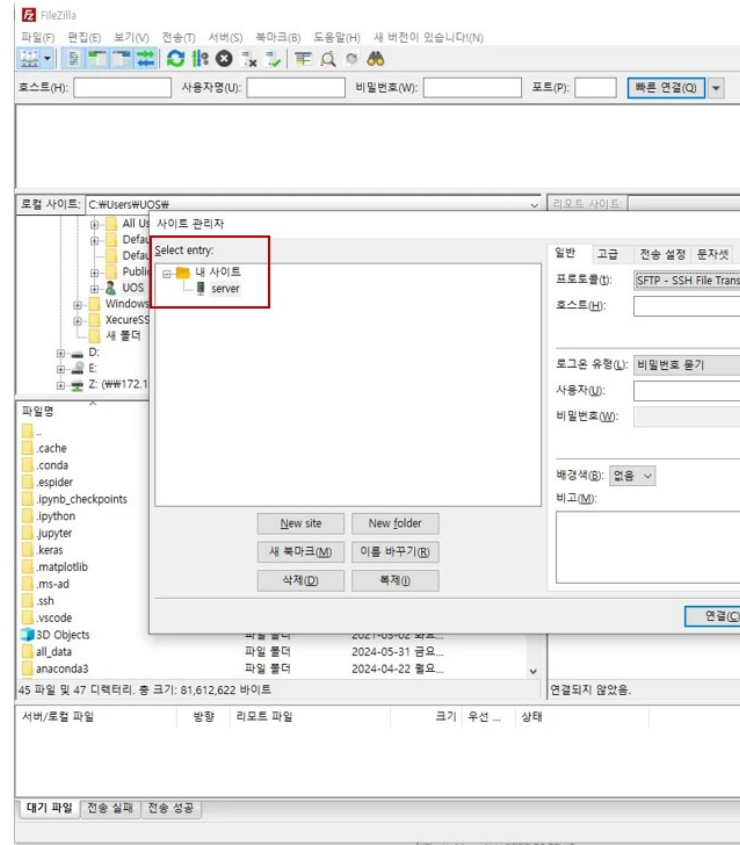 FileZilla
파일(F) 편집(E) 보기(V) 전송(T) 서버(S) 북마크(B) 도움말(H) 새 버전이 있습니다!(N)
호스트(H): 사용자명(U): 비밀번호(W): 포트(P): 빠른 연결(Q)
로컬 사이트: C:₩Users₩UOS₩
리모트 사이트:
All Us
Defau
Defau
Public
UOS
Windows
XecureSS
새 폴더
D:
E:
Z: (₩₩172.1
사이트 관리자
Select entry:
내 사이트
server
New site New folder
새 북마크(M) 이름 바꾸기(R)
삭제(D) 복제(I)
일반 고급 전송 설정 문자셋
프로토콜(t): SFTP - SSH File Trans
호스트(H):
로그온 유형(L): 비밀번호 묻기
사용자(U):
비밀번호(W):
배경색(B): 없음
비고(M):
연결(C)
파일명
..
.cache
.conda
.espider
.ipynb_checkpoints
.ipython
.jupyter
.keras
.matplotlib
.ms-ad
.ssh
.vscode
3D Objects 파일 폴더 2021-03-02 화요...
all_data 파일 폴더 2024-05-31 금요...
anaconda3 파일 폴더 2024-04-22 월요...
45 파일 및 47 디렉터리. 총 크기: 81,612,622 바이트
연결되지 않았음.
서버/로컬 파일 방향 리모트 파일 크기 우선 ... 상태
대기 파일 전송 실패 전송 성공